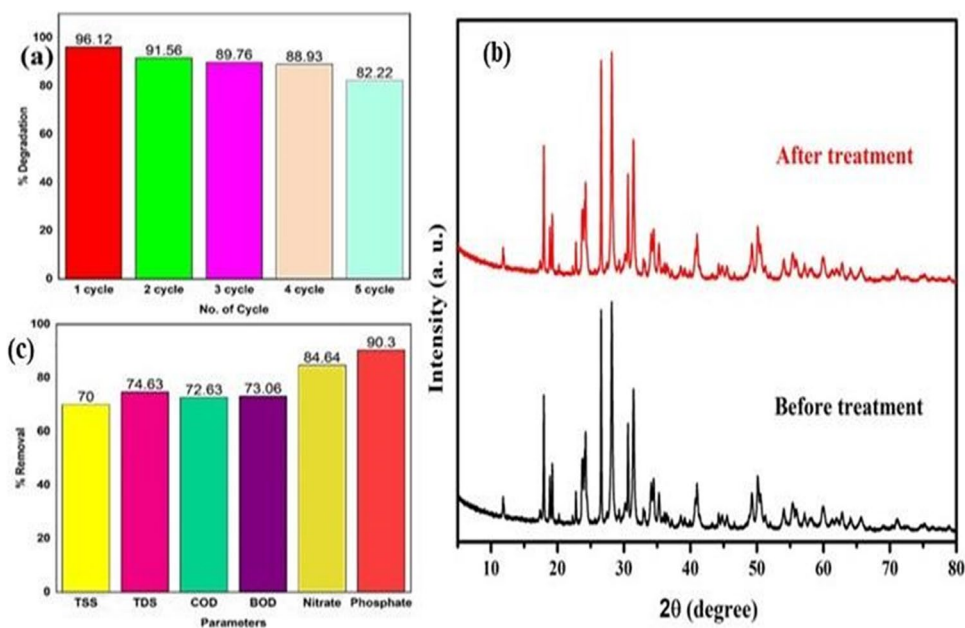 (a)
100
80
60
40
20
0
% Degradation
96.12
91.56
89.76
88.93
82.22
1 cycle 2 cycle 3 cycle 4 cycle 5 cycle
No. of Cycle
(b)
After treatment
Before treatment
Intensity (a. u.)
10 20 30 40 50 60 70 80
2θ (degree)
(c)
100
80
60
40
20
0
% Removal
70
74.63
72.63
73.06
84.64
90.3
TSS TDS COD BOD Nitrate Phosphate
Parameters